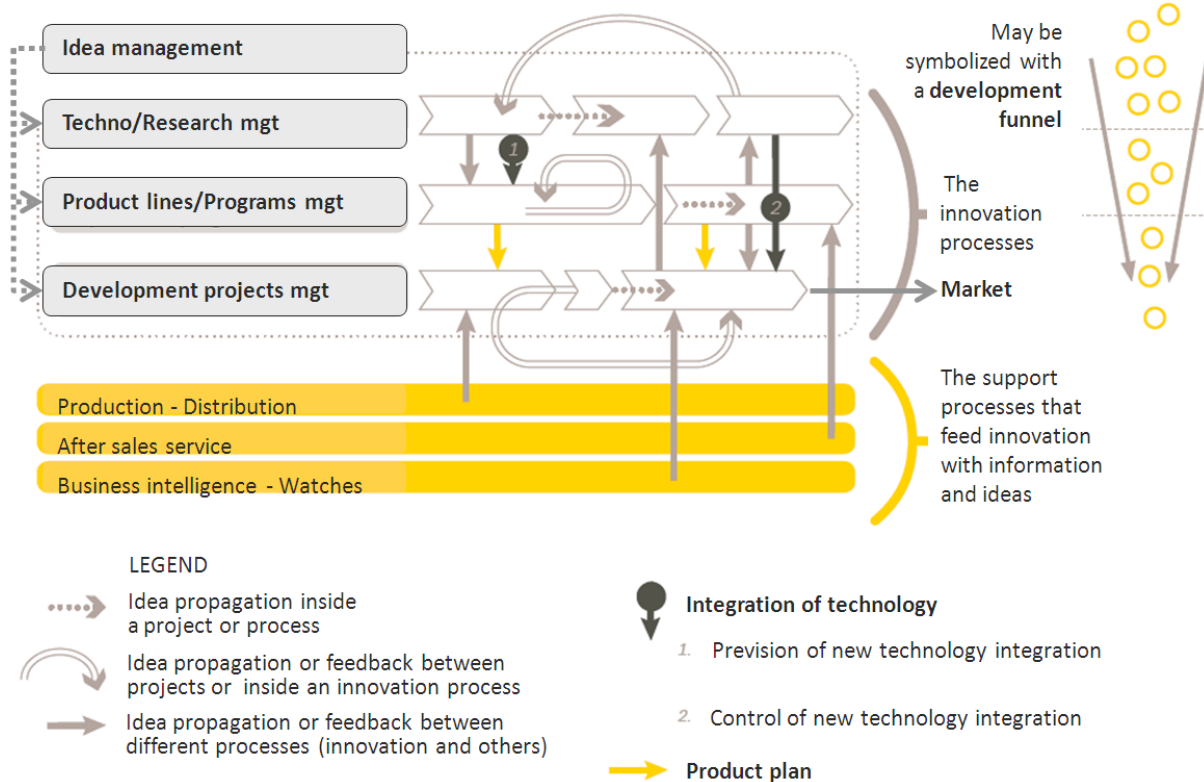 Idea management
Techno/Research mgt
Product lines/Programs mgt
Development projects mgt
1
2
May be
symbolized with
a development
funnel
The
innovation
processes
Market
Production - Distribution
After sales service
Business intelligence - Watches
The support
processes that
feed innovation
with information
and ideas
LEGEND
Idea propagation inside
a project or process
Idea propagation or feedback between
projects or inside an innovation process
Idea propagation or feedback between
different processes (innovation and others)
Integration of technology
1. Prevision of new technology integration
2. Control of new technology integration
Product plan